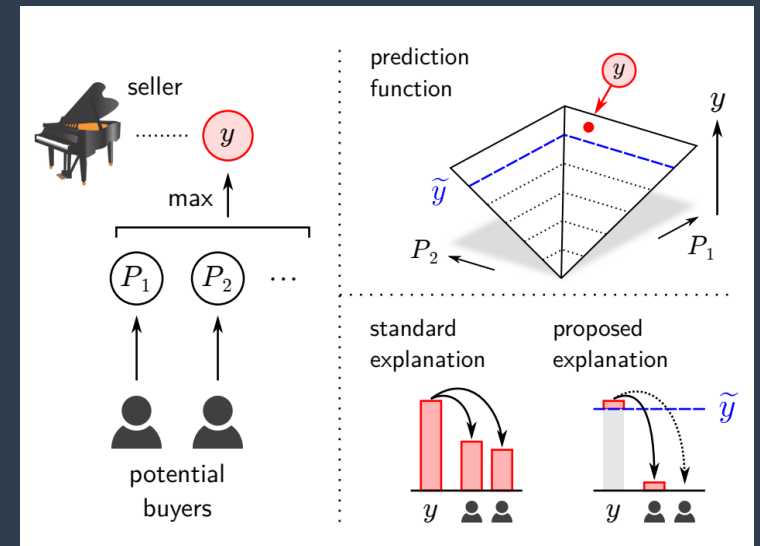 seller
y
max
P₁ P₂ ...
potential
buyers
prediction
function
y
y
ỹ
P₂
P₁
standard
explanation
y
proposed
explanation
ỹ
y